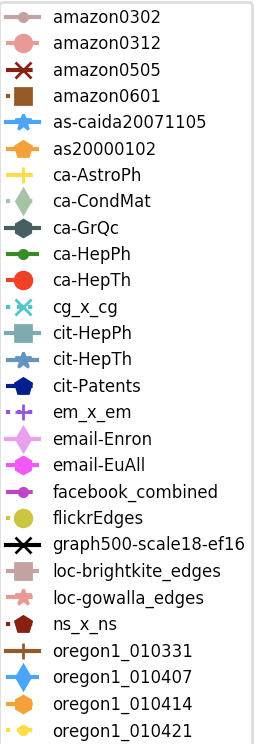 amazon0302
amazon0312
amazon0505
amazon0601
as-caida20071105
as20000102
ca-AstroPh
ca-CondMat
ca-GrQc
ca-HepPh
ca-HepTh
cg_x_cg
cit-HepPh
cit-HepTh
cit-Patents
em_x_em
email-Enron
email-EuAll
facebook_combined
flickrEdges
graph500-scale18-ef16
loc-brightkite_edges
loc-gowalla_edges
ns_x_ns
oregon1_010331
oregon1_010407
oregon1_010414
oregon1_010421